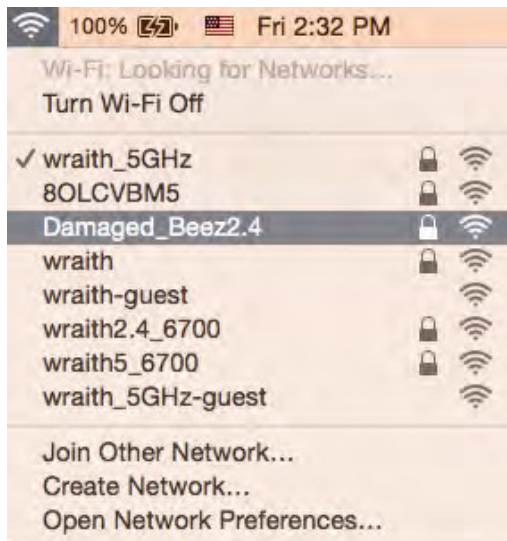 100% Fri 2:32 PM
Wi-Fi: Looking for Networks...
Turn Wi-Fi Off
wraith_5GHz
8OLCVBM5
Damaged_Beez2.4
wraith
wraith-guest
wraith2.4_6700
wraith5_6700
wraith_5GHz-guest
Join Other Network...
Create Network...
Open Network Preferences...